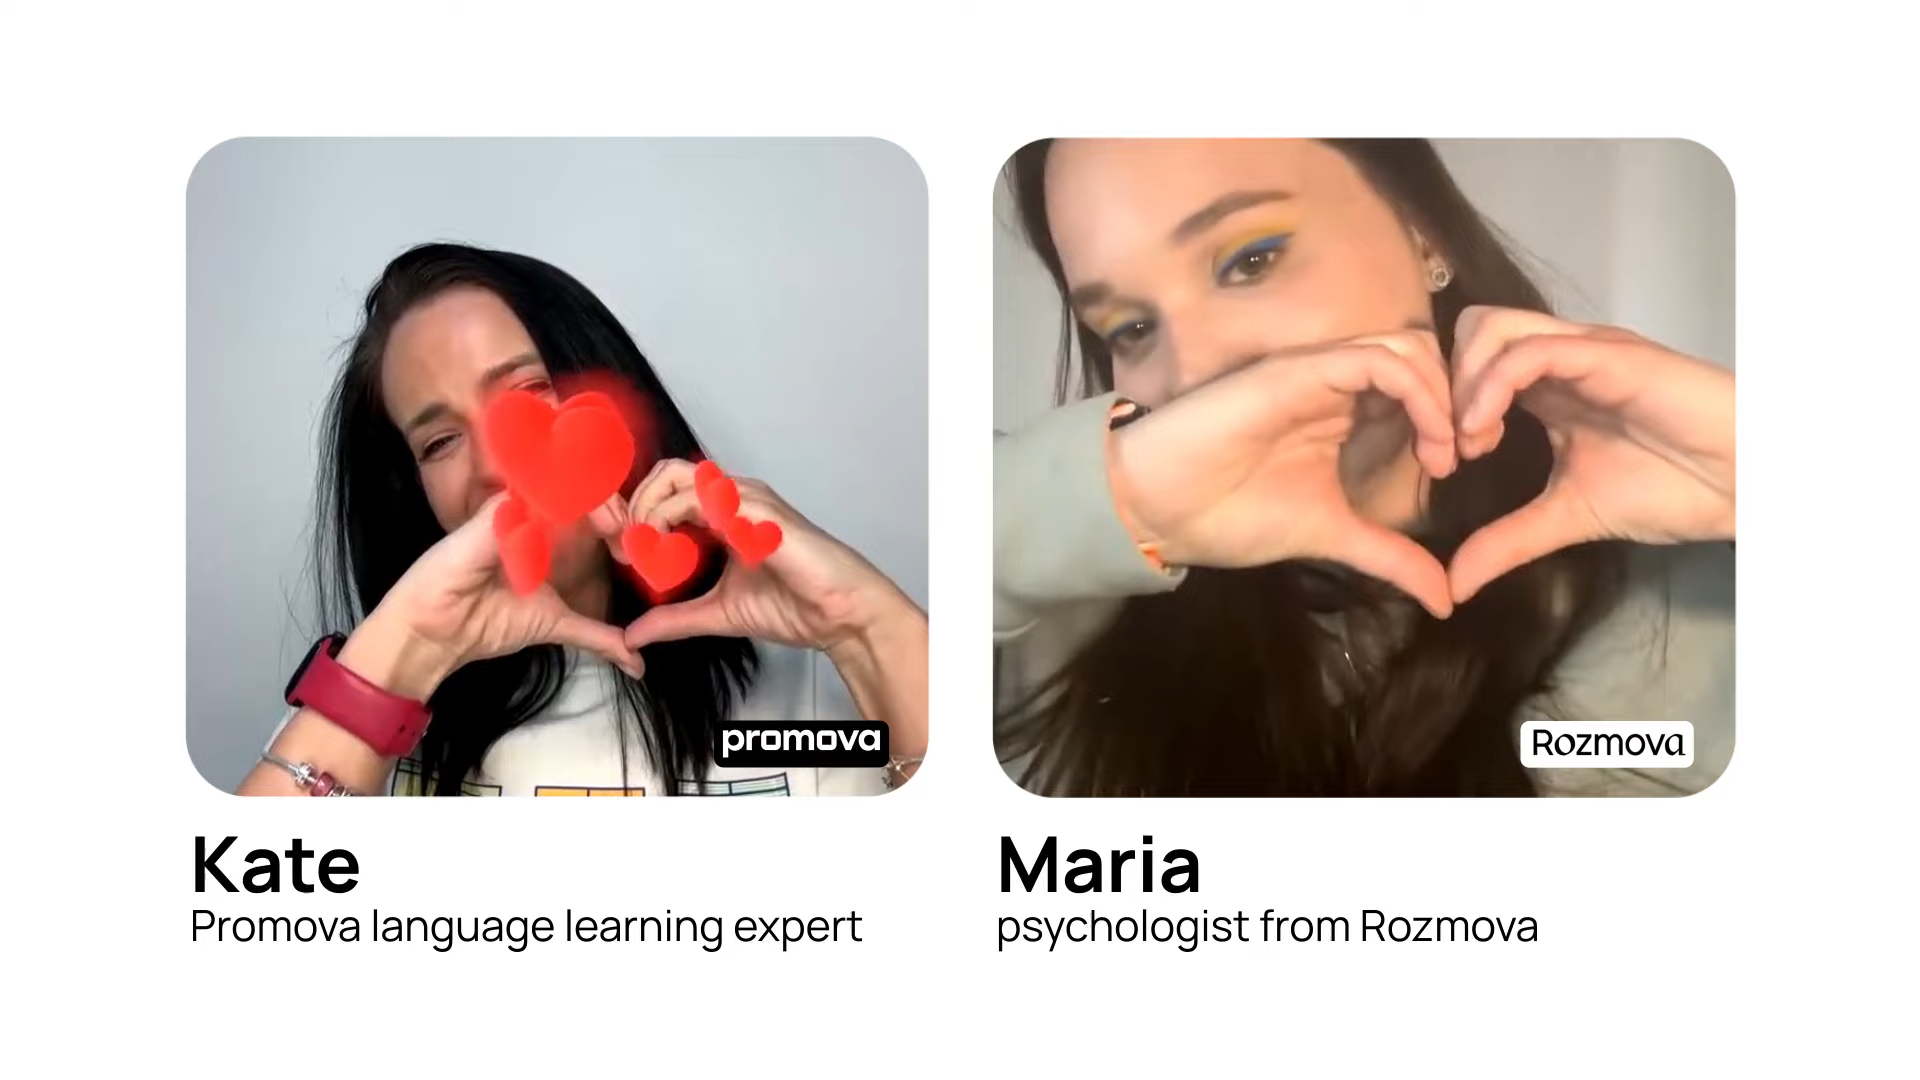 promova
Rozmova
Kate
Promova language learning expert
Maria
psychologist from Rozmova